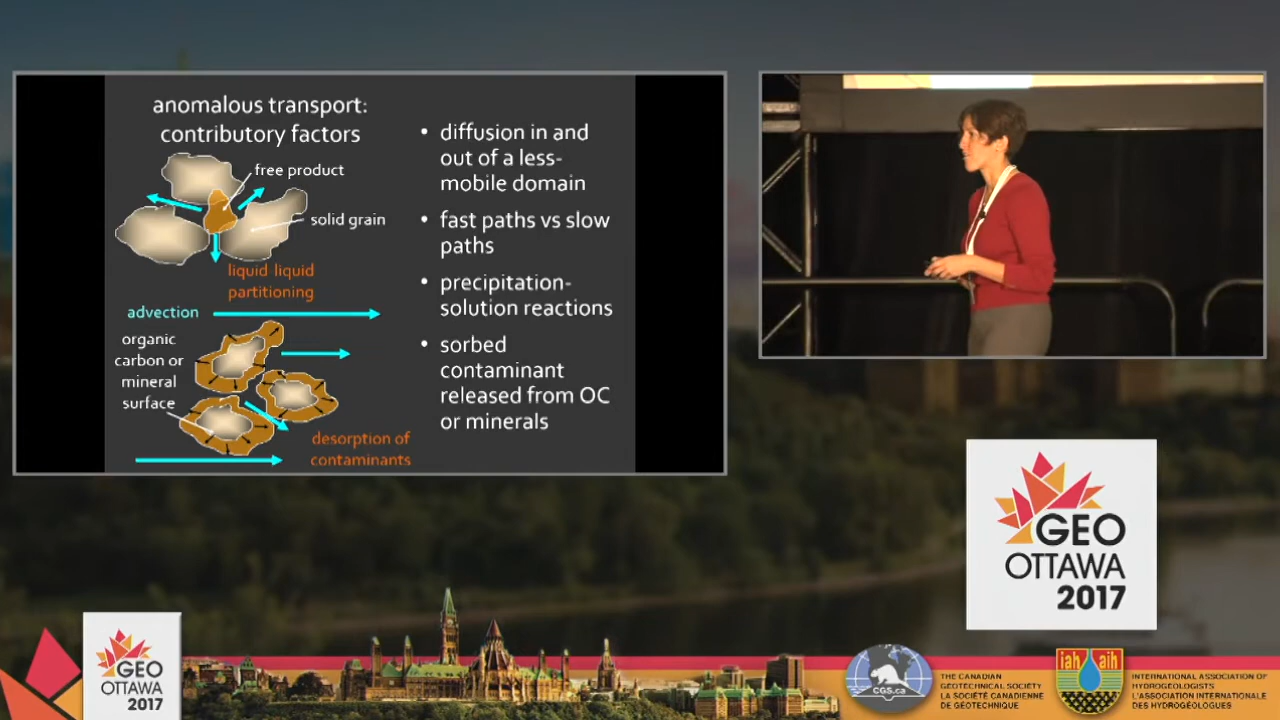 anomalous transport:
contributory factors
free product
solid grain
liquid liquid
partitioning
advection
organic
carbon or
mineral
surface
desorption of
contaminants
• diffusion in and
out of a less-
mobile domain
• fast paths vs slow
paths
• precipitation-
solution reactions
• sorbed
contaminant
released from OC
or minerals
GEO
OTTAWA
2017
GEO
OTTAWA
2017
CGS.ca
THE CANADIAN
GEOTECHNICAL SOCIETY
LA SOCIÉTÉ CANADIENNE
DE GÉOTECHNIQUE
iah aih
INTERNATIONAL ASSOCIATION OF
HYDROGEOLOGISTS
L'ASSOCIATION INTERNATIONALE
DES HYDROGÉOLOGUES